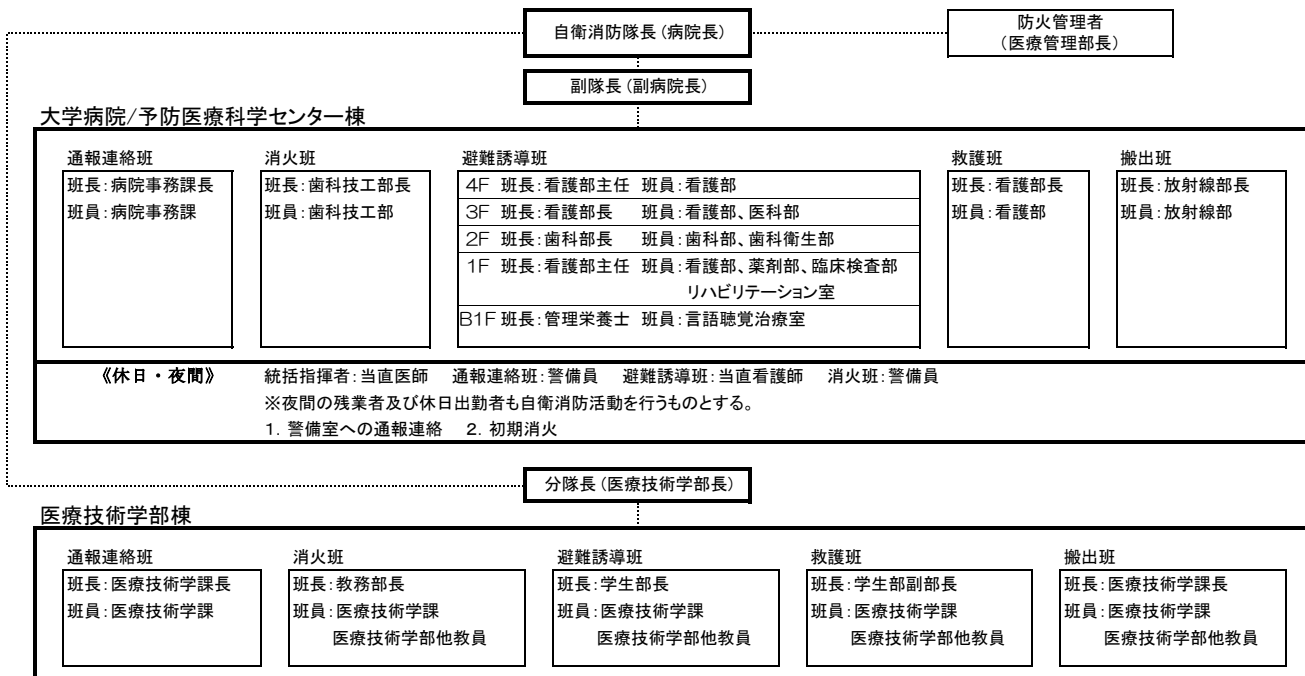 自衛消防隊長(病院長)
防火管理者
(医療管理部長)
副隊長(副病院長)
大学病院/予防医療科学センター棟
通報連絡班
班長:病院事務課長
班員:病院事務課
消火班
班長:歯科技工部長
班員:歯科技工部
避難誘導班
4F 班長:看護部主任 班員:看護部
3F 班長:看護部長 班員:看護部、医科部
2F 班長:歯科部長 班員:歯科部、歯科衛生部
1F 班長:看護部主任 班員:看護部、薬剤部、臨床検査部
リハビリテーション室
B1F 班長:管理栄養士 班員:言語聴覚治療室
救護班
班長:看護部長
班員:看護部
搬出班
班長:放射線部長
班員:放射線部
《休日・夜間》 統括指揮者:当直医師 通報連絡班:警備員 避難誘導班:当直看護師 消火班:警備員
※夜間の残業者及び休日出勤者も自衛消防活動を行うものとする。
1. 警備室への通報連絡 2. 初期消火
分隊長(医療技術学部長)
医療技術学部棟
通報連絡班
班長:医療技術学課長
班員:医療技術学課
消火班
班長:教務部長
班員:医療技術学課
医療技術学部他教員
避難誘導班
班長:学生部長
班員:医療技術学課
医療技術学部他教員
救護班
班長:学生部副部長
班員:医療技術学課
医療技術学部他教員
搬出班
班長:医療技術学課長
班員:医療技術学課
医療技術学部他教員